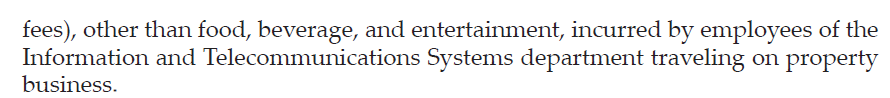 fees), other than food, beverage, and entertainment, incurred by employees of the
Information and Telecommunications Systems department traveling on property
business.